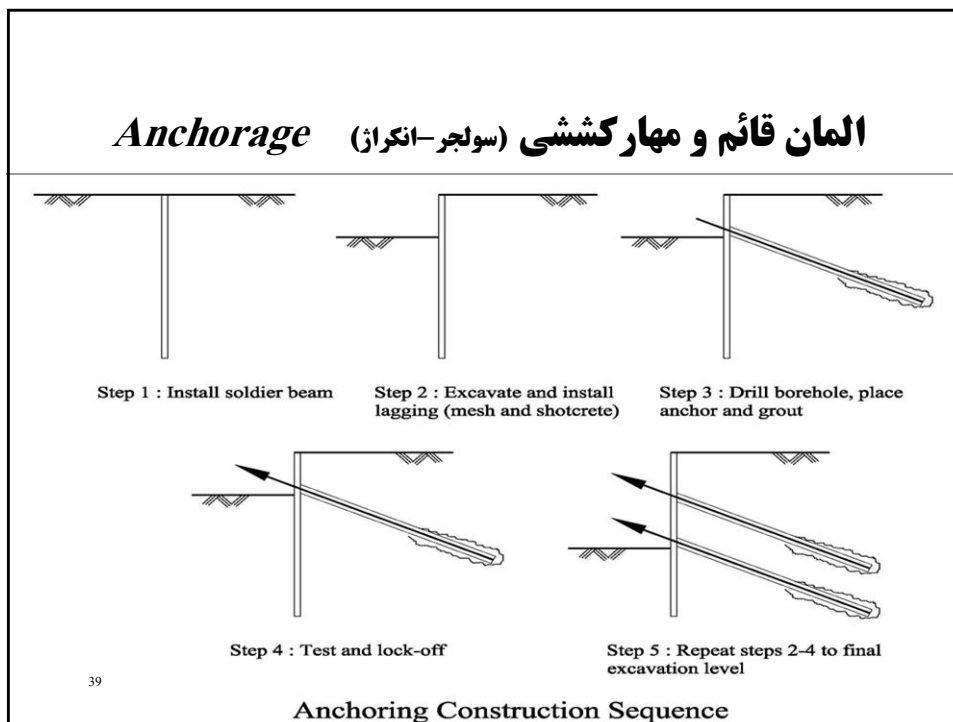 المان قائم و مهارکششی (سولجر-انکراژ) Anchorage
Step 1 : Install soldier beam
Step 2 : Excavate and install
lagging (mesh and shotcrete)
Step 3 : Drill borehole, place
anchor and grout
Step 4 : Test and lock-off
Step 5 : Repeat steps 2-4 to final
excavation level
39
Anchoring Construction Sequence